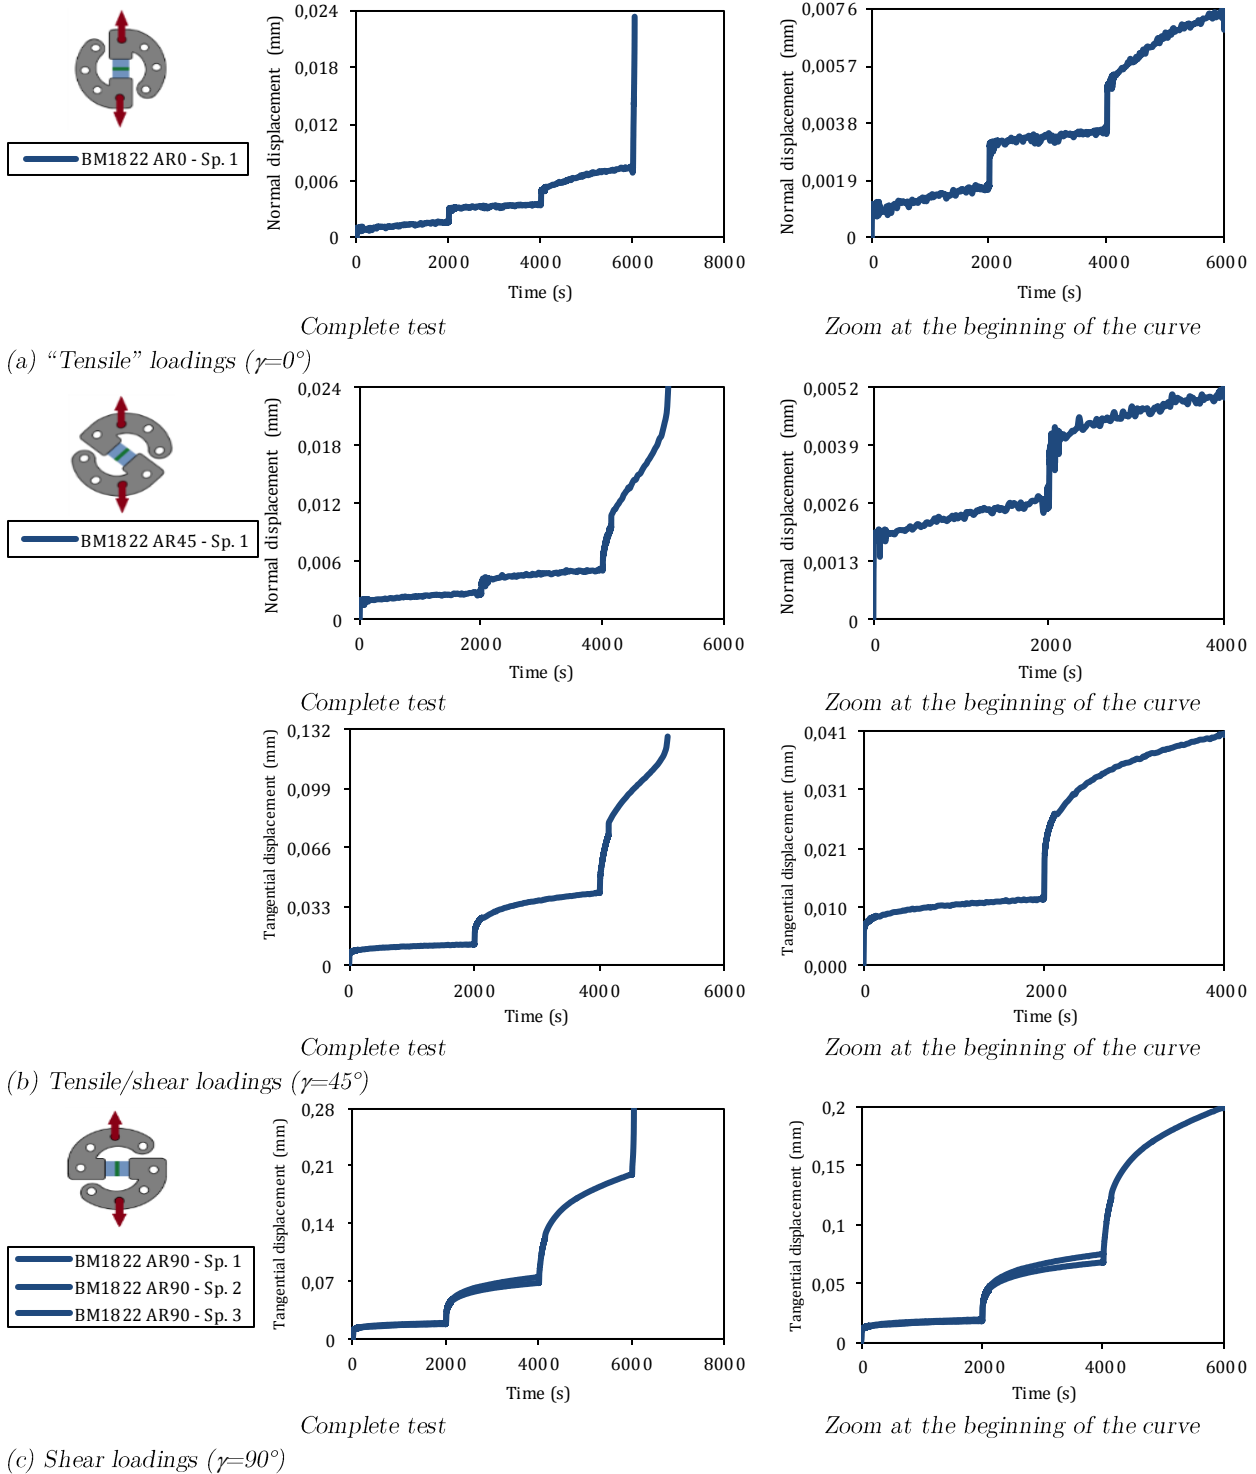 0,024
0,018
0,012
0,006
0
Normal displacement (mm)
0 2000 4000 6000 8000
Time (s)
0,0076
0,0057
0,0038
0,0019
0
Normal displacement (mm)
0 2000 4000 6000
Time (s)
BM1822 AR0 - Sp. 1
Complete test
Zoom at the beginning of the curve
(a) “Tensile” loadings (γ=0°)
0,024
0,018
0,012
0,006
0
Normal displacement (mm)
0 2000 4000 6000
Time (s)
0,0052
0,0039
0,0026
0,0013
0
Normal displacement (mm)
0 2000 4000
Time (s)
BM1822 AR45 - Sp. 1
Complete test
Zoom at the beginning of the curve
0,132
0,099
0,066
0,033
0
Tangential displacement (mm)
0 2000 4000 6000
Time (s)
0,041
0,031
0,021
0,010
0,000
Tangential displacement (mm)
0 2000 4000
Time (s)
Complete test
Zoom at the beginning of the curve
(b) Tensile/shear loadings (γ=45°)
0,28
0,21
0,14
0,07
0
Tangential displacement (mm)
0 2000 4000 6000 8000
Time (s)
0,2
0,15
0,1
0,05
0
Tangential displacement (mm)
0 2000 4000 6000
Time (s)
BM1822 AR90 - Sp. 1
BM1822 AR90 - Sp. 2
BM1822 AR90 - Sp. 3
Complete test
Zoom at the beginning of the curve
(c) Shear loadings (γ=90°)